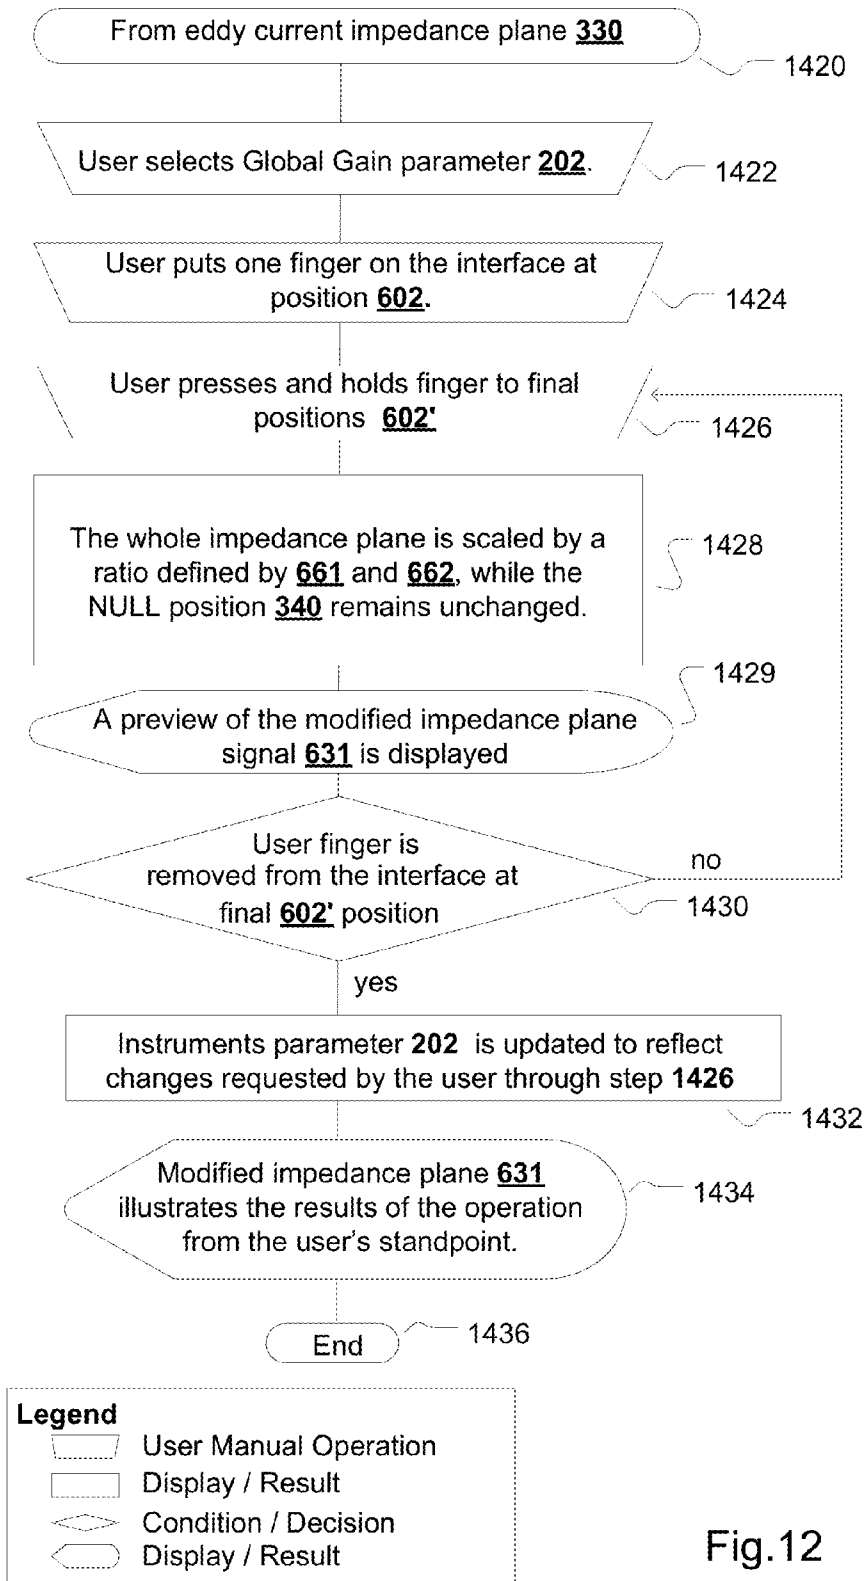 From eddy current impedance plane 330
1420
User selects Global Gain parameter 202.
1422
User puts one finger on the interface at
position 602.
1424
User presses and holds finger to final
positions 602'
1426
The whole impedance plane is scaled by a
ratio defined by 661 and 662, while the
NULL position 340 remains unchanged.
1428
1429
A preview of the modified impedance plane
signal 631 is displayed
User finger is
removed from the interface at
final 602' position
no
1430
yes
Instruments parameter 202 is updated to reflect
changes requested by the user through step 1426
1432
Modified impedance plane 631
illustrates the results of the operation
from the user's standpoint.
1434
End
1436
Legend
User Manual Operation
Display / Result
Condition / Decision
Display / Result
Fig.12